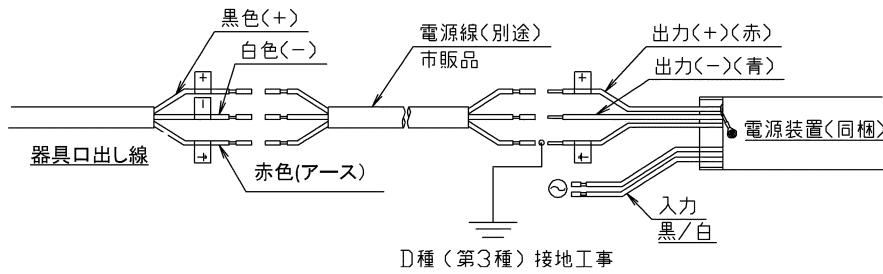 黒色(+)
白色(-)
電源線(別途)
市販品
出力(+)(赤)
出力(-)(青)
+
-
+
電源装置(同梱)
器具口出し線
赤色(アース)
入力
黒/白
D種(第3種)接地工事